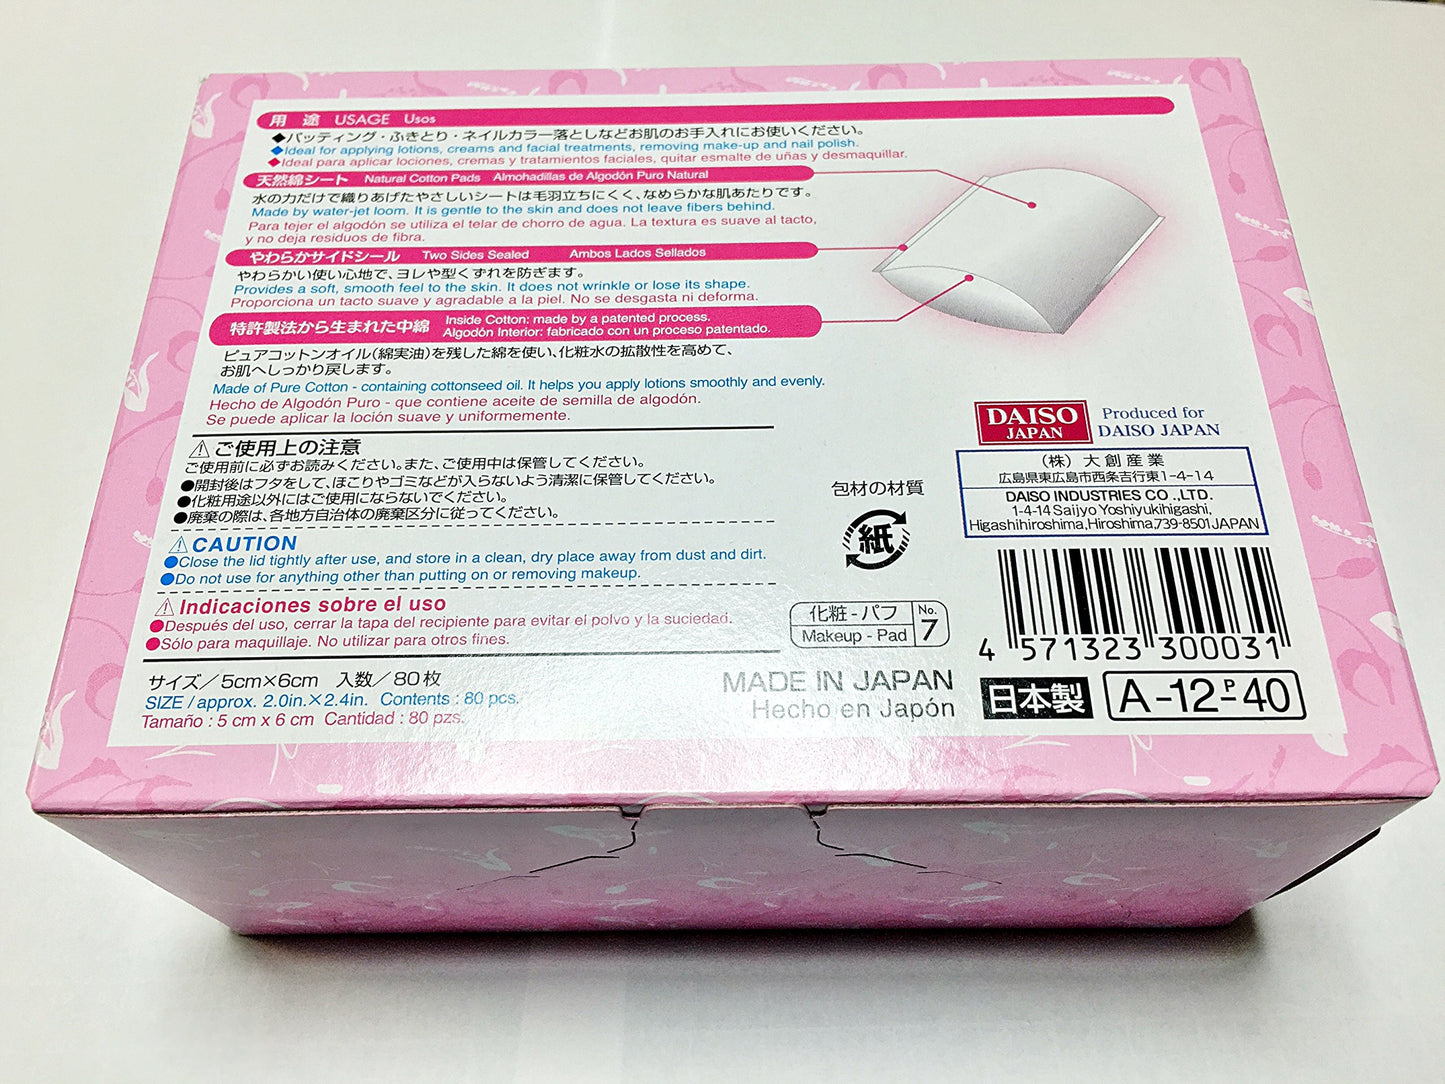 用途 USAGE Usos
◆パッティング・ふきとり・ネイルカラー落としなどお肌のお手入れにお使いください。
◆Ideal for applying lotions, creams and facial treatments, removing make-up and nail polish.
◆Ideal para aplicar lociones, cremas y tratamientos faciales, quitar esmalte de uñas y desmaquillar.
天然綿シート Natural Cotton Pads Almohadillas de Algodón Puro Natural
水の力だけで織りあげたやさしいシートは毛羽立ちにくく、なめらかな肌あたりです。
Made by water-jet loom. It is gentle to the skin and does not leave fibers behind.
Para tejer el algodón se utiliza el telar de chorro de agua. La textura es suave al tacto,
y no deja residuos de fibra.
やわらかサイドシール Two Sides Sealed Ambos Lados Sellados
やわらかい使い心地で、ヨレや型くずれを防ぎます。
Provides a soft, smooth feel to the skin. It does not wrinkle or lose its shape.
Proporciona un tacto suave y agradable a la piel. No se desgasta ni deforma.
特許製法から生まれた中綿 Inside Cotton: made by a patented process.
Algodón Interior: fabricado con un proceso patentado.
ピュアコットンオイル(綿実油)を残した綿を使い、化粧水の拡散性を高めて、
お肌へしっかり戻します。
Made of Pure Cotton - containing cottonseed oil. It helps you apply lotions smoothly and evenly.
Hecho de Algodón Puro - que contiene aceite de semilla de algodón.
Se puede aplicar la loción suave y uniformemente.
⚠ご使用上の注意
ご使用前に必ずお読みください。また、ご使用中は保管してください。
●開封後はフタをして、ほこりやゴミなどが入らないよう清潔に保管してください。
●化粧用途以外にはご使用にならないでください。
●廃棄の際は、各地方自治体の廃棄区分に従ってください。
⚠CAUTION
●Close the lid tightly after use, and store in a clean, dry place away from dust and dirt.
●Do not use for anything other than putting on or removing makeup.
⚠Indicaciones sobre el uso
●Después del uso, cerrar la tapa del recipiente para evitar el polvo y la suciedad.
●Sólo para maquillaje. No utilizar para otros fines.
サイズ/5cm×6cm 入数/80枚
SIZE / approx. 2.0in.×2.4in. Contents : 80 pcs.
Tamaño : 5 cm x 6 cm Cantidad : 80 pzs.
包材の材質
紙
化粧-パフ No.
Makeup - Pad 7
MADE IN JAPAN
Hecho en Japón
DAISO
JAPAN
Produced for
DAISO JAPAN
(株)大創産業
広島県東広島市西条吉行東1-4-14
DAISO INDUSTRIES CO.,LTD.
1-4-14 Saijyo Yoshiyukihigashi,
Higashihiroshima,Hiroshima,739-8501 JAPAN
4 571323 300031
日本製 A-12-P-40